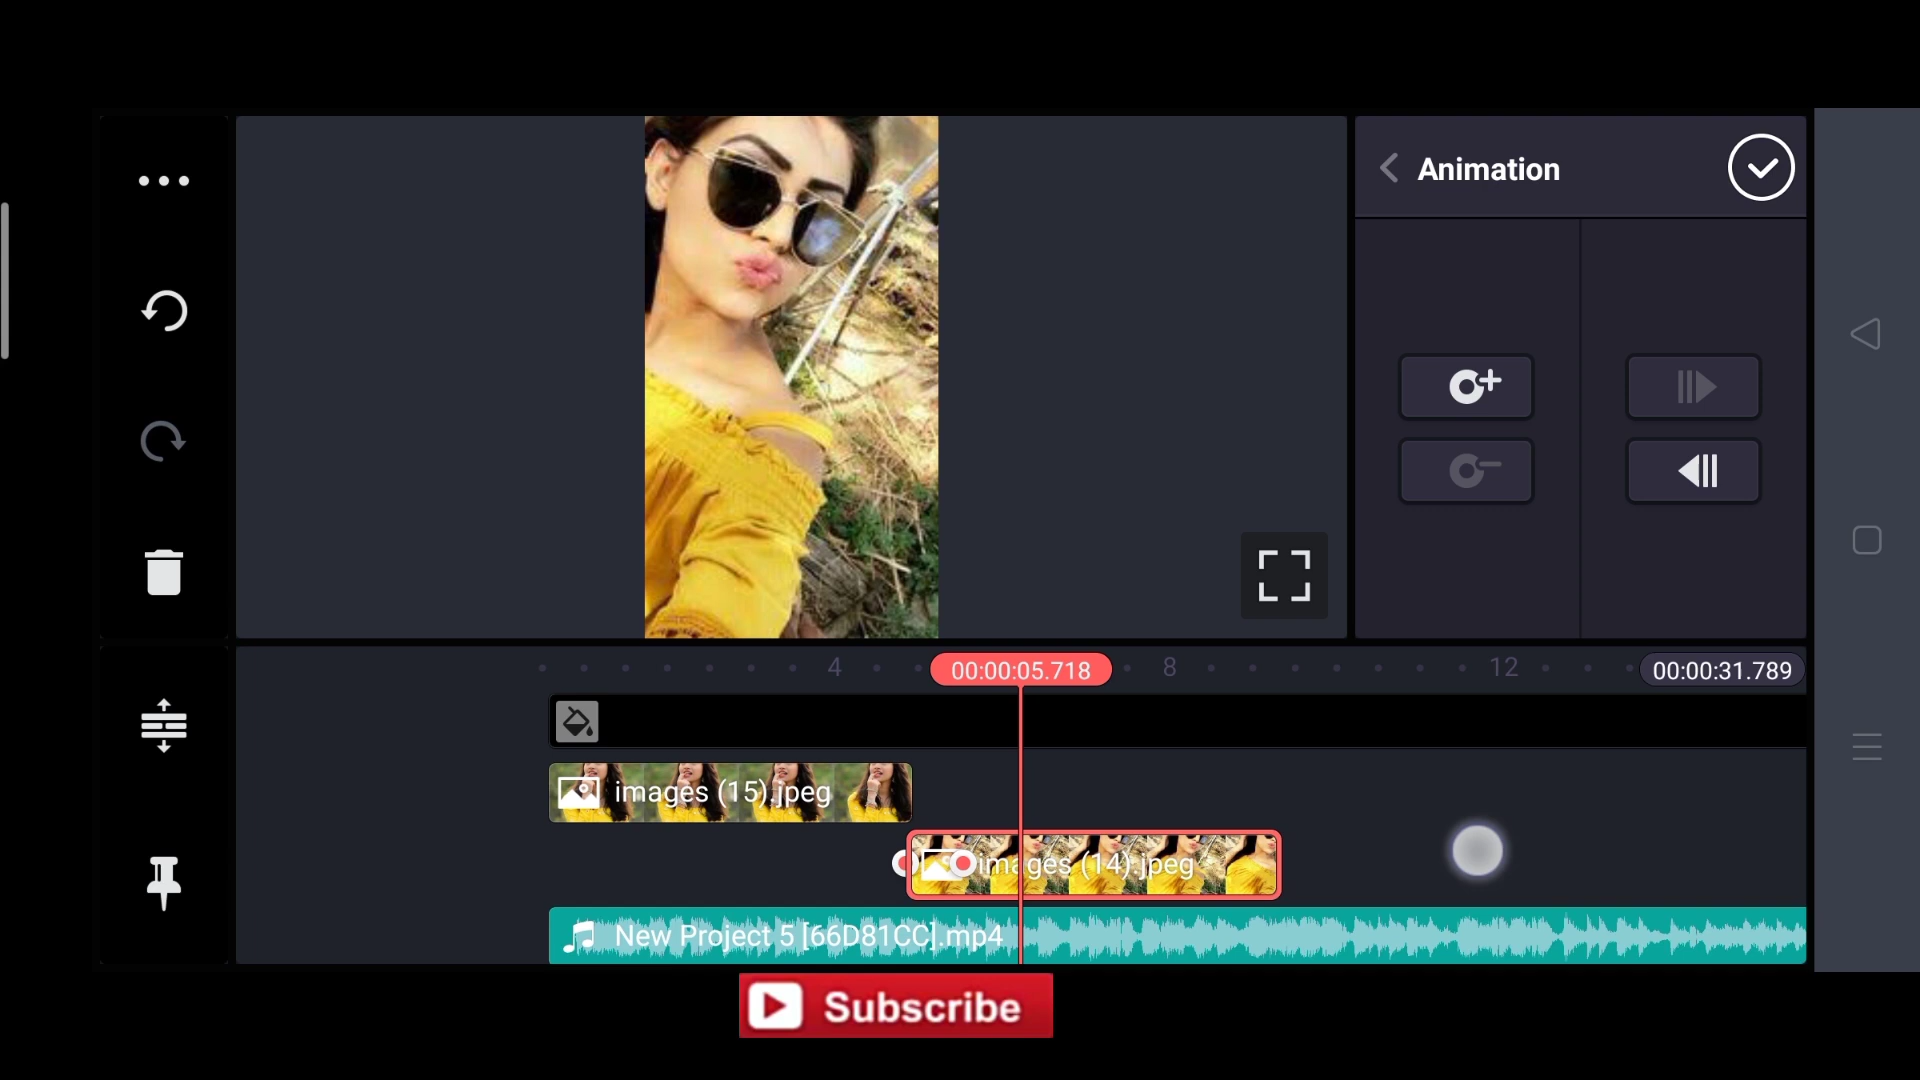 Animation
4
00:00:05.718
8
12
00:00:31.789
images (15).jpeg
images (14).jpeg
New Project 5 [66D81CC].mp4
Subscribe